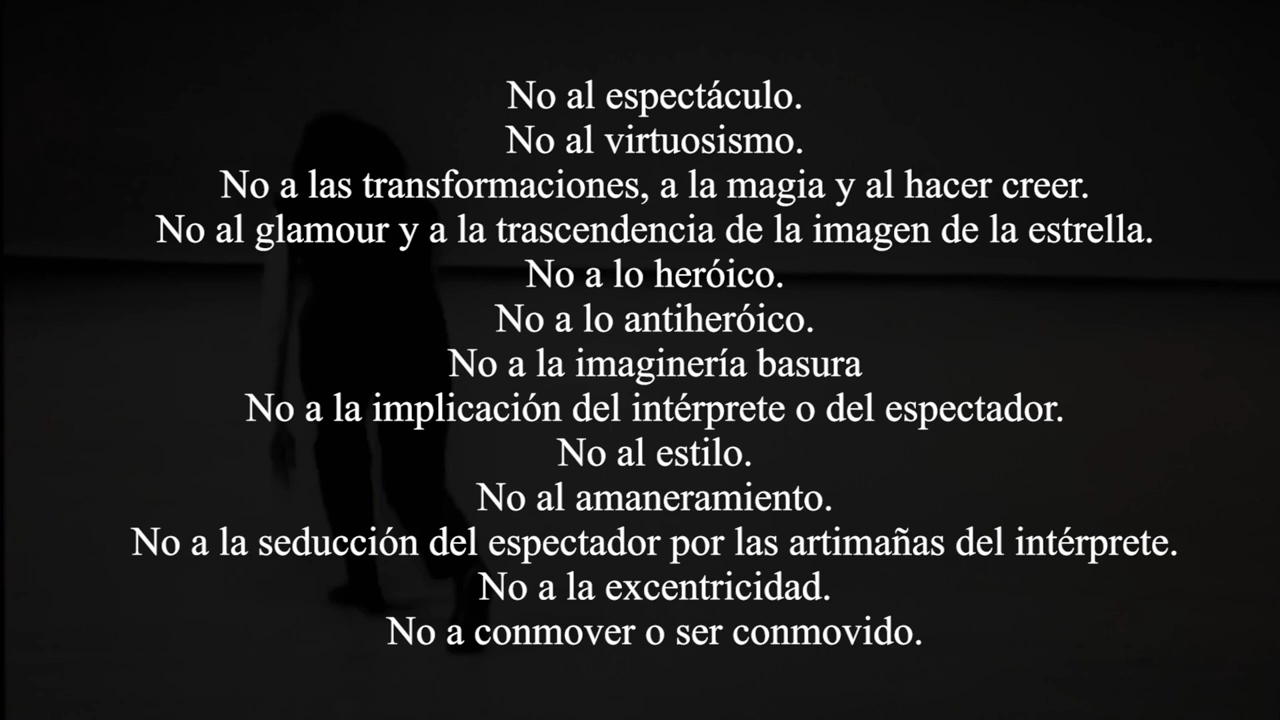 No al espectáculo.
No al virtuosismo.
No a las transformaciones, a la magia y al hacer creer.
No al glamour y a la trascendencia de la imagen de la estrella.
No a lo heróico.
No a lo antiheróico.
No a la imaginería basura
No a la implicación del intérprete o del espectador.
No al estilo.
No al amaneramiento.
No a la seducción del espectador por las artimañas del intérprete.
No a la excentricidad.
No a conmover o ser conmovido.